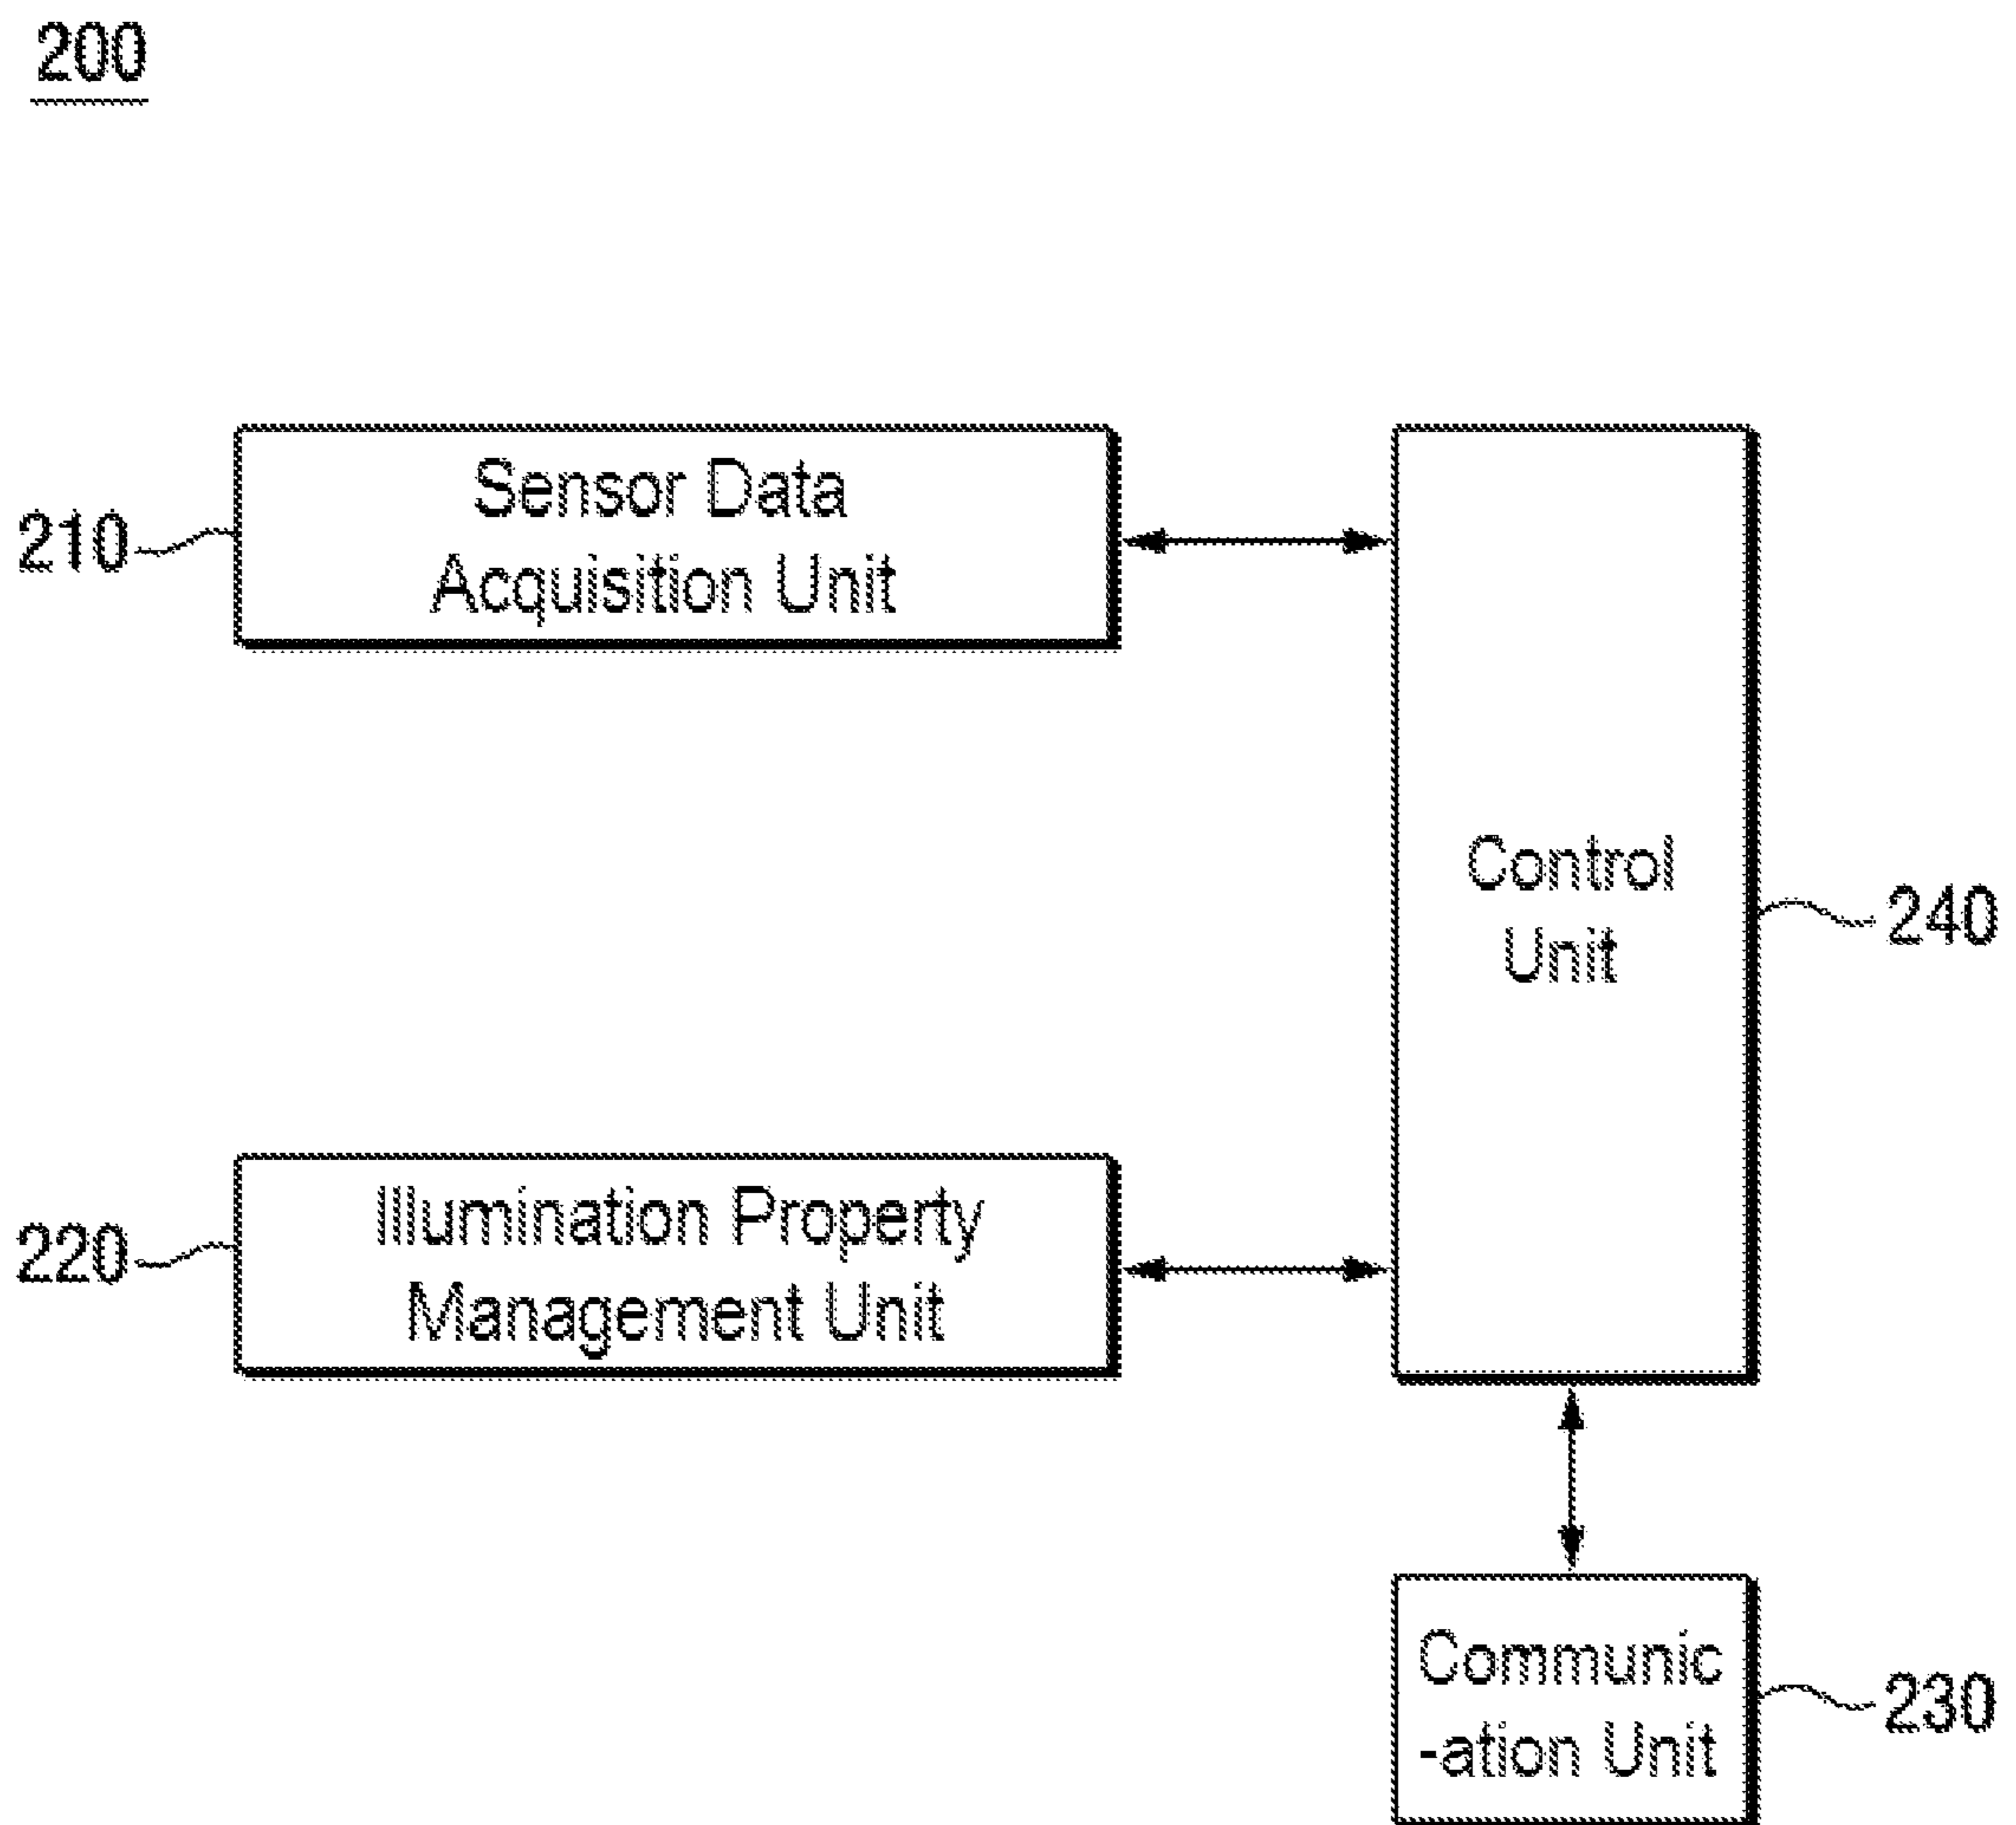 200
Sensor Data
Acquisition Unit
210
Control
Unit
240
Illumination Property
Management Unit
220
Communic
-ation Unit
230